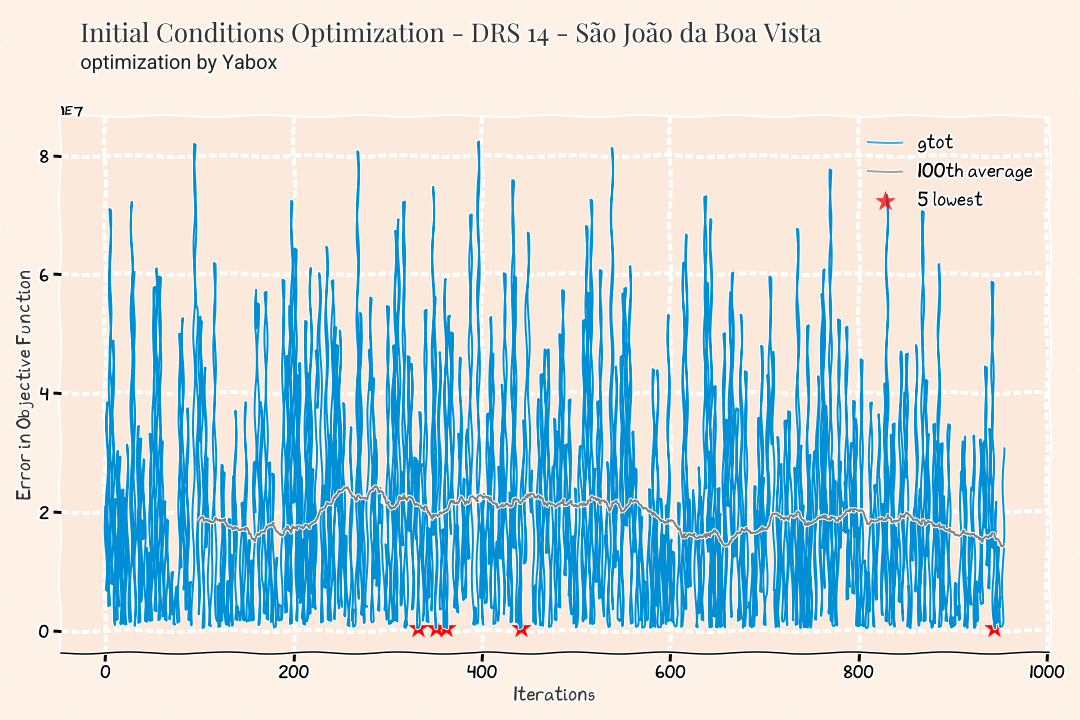 Initial Conditions Optimization - DRS 14 - São João da Boa Vista
optimization by Yabox
1E7
gtot
100th average
5 lowest
8
6
4
2
0
Error in Objective Function
0 200 400 600 800 1000
Iterations